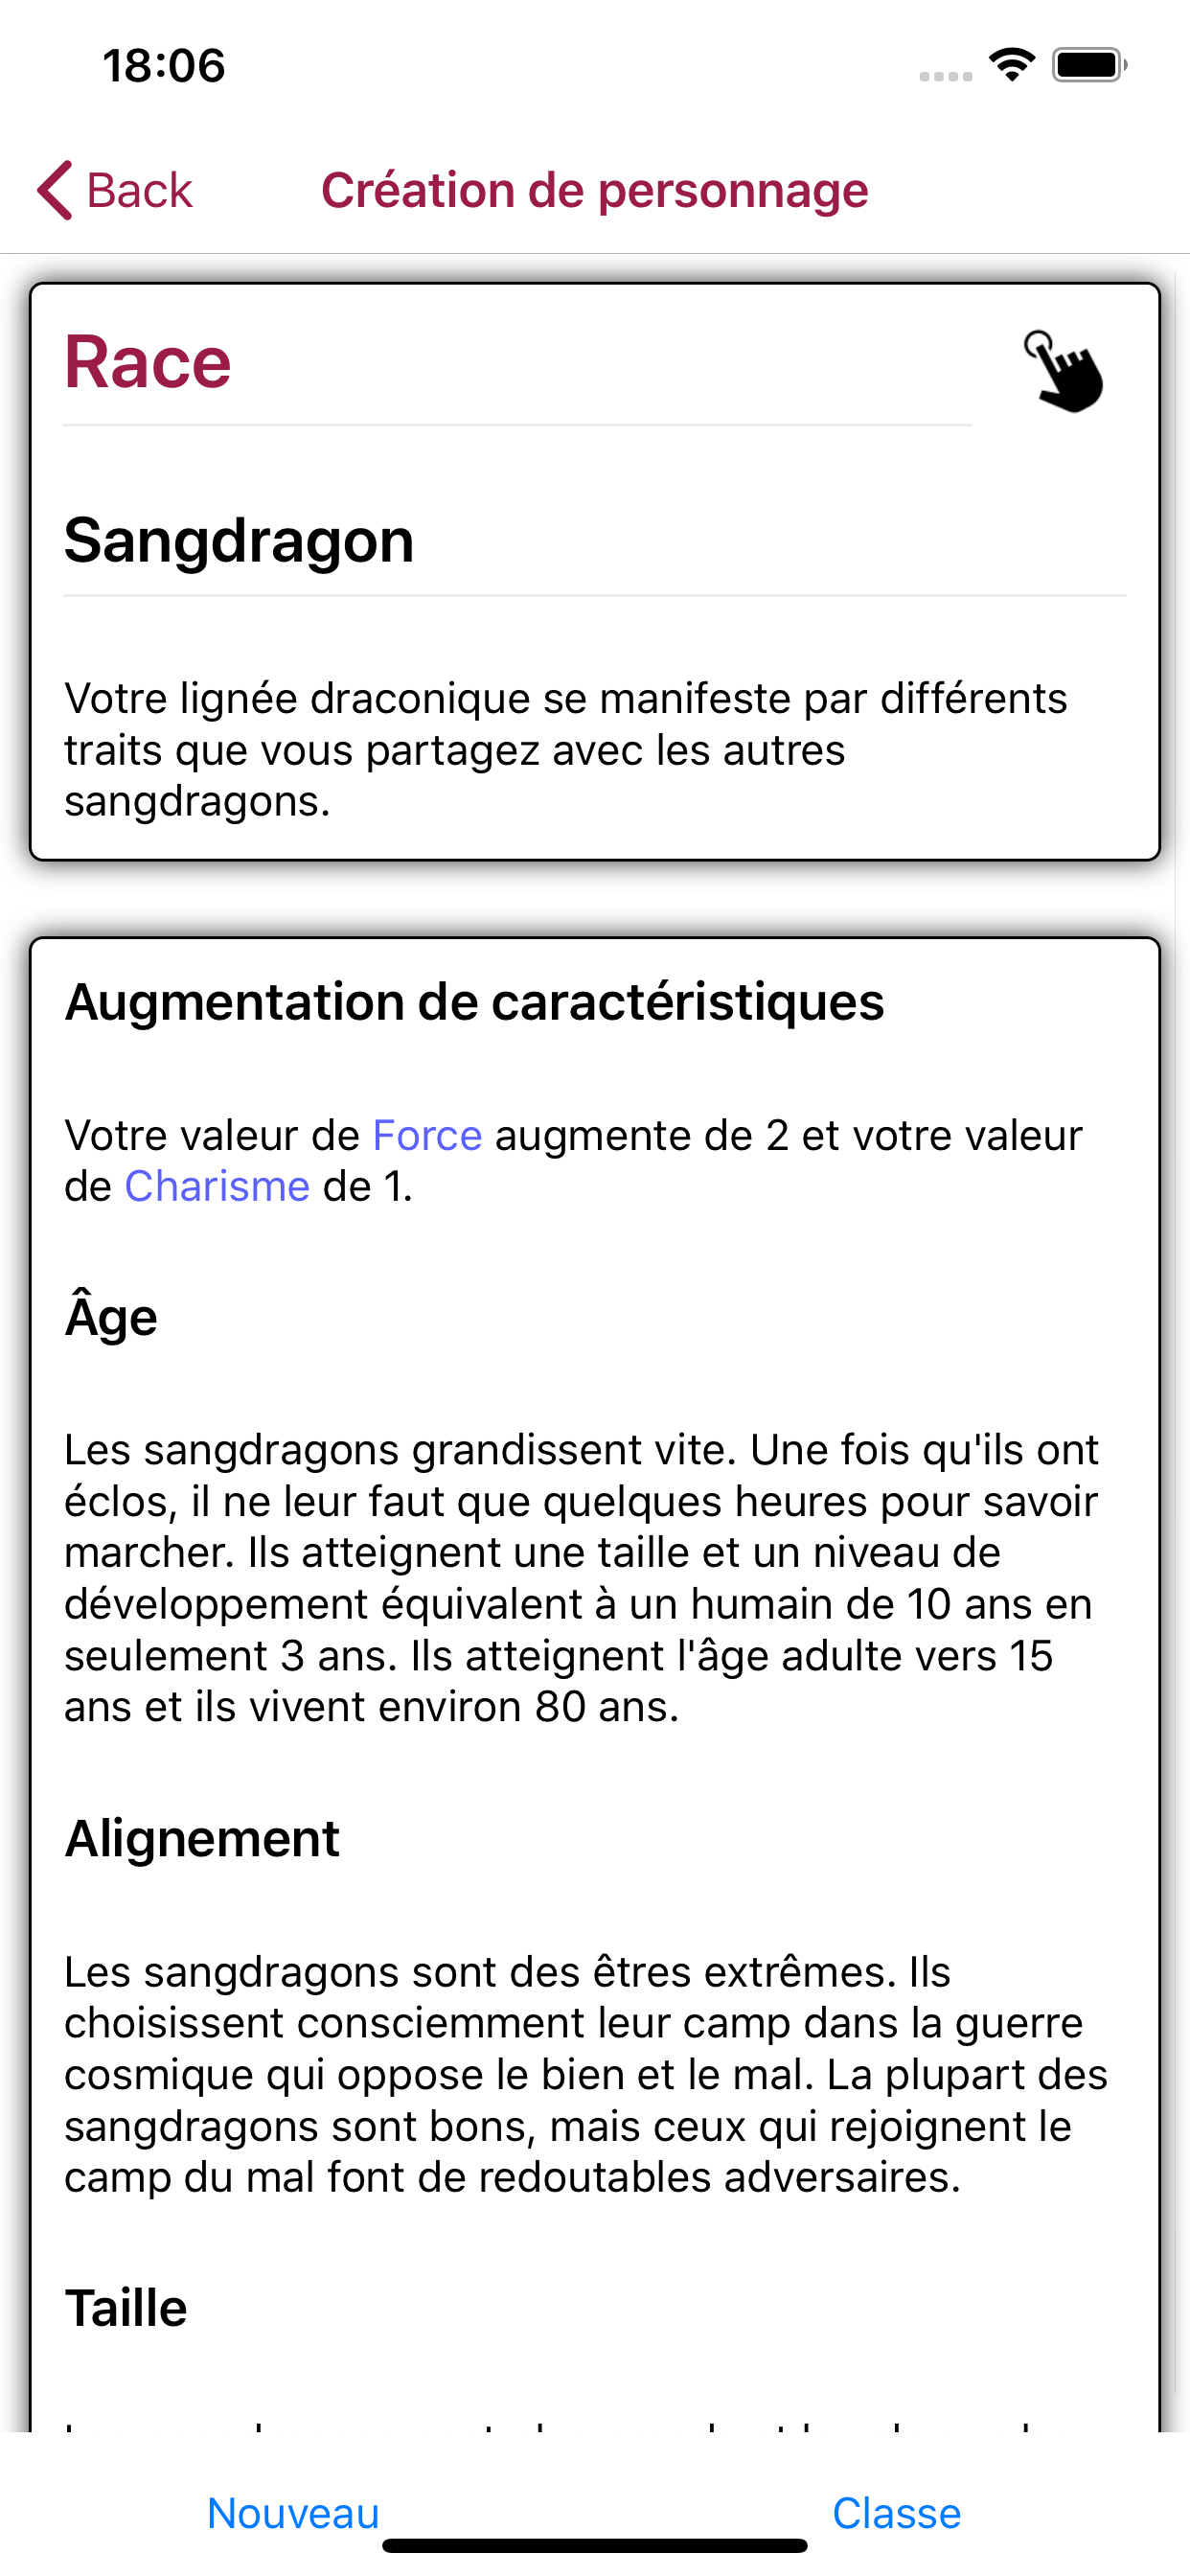 18:06
Back
Création de personnage
Race
Sangdragon
Votre lignée draconique se manifeste par différents
traits que vous partagez avec les autres
sangdragons.
Augmentation de caractéristiques
Votre valeur de Force augmente de 2 et votre valeur
de Charisme de 1.
Âge
Les sangdragons grandissent vite. Une fois qu'ils ont
éclos, il ne leur faut que quelques heures pour savoir
marcher. Ils atteignent une taille et un niveau de
développement équivalent à un humain de 10 ans en
seulement 3 ans. Ils atteignent l'âge adulte vers 15
ans et ils vivent environ 80 ans.
Alignement
Les sangdragons sont des êtres extrêmes. Ils
choisissent consciemment leur camp dans la guerre
cosmique qui oppose le bien et le mal. La plupart des
sangdragons sont bons, mais ceux qui rejoignent le
camp du mal font de redoutables adversaires.
Taille
Nouveau
Classe